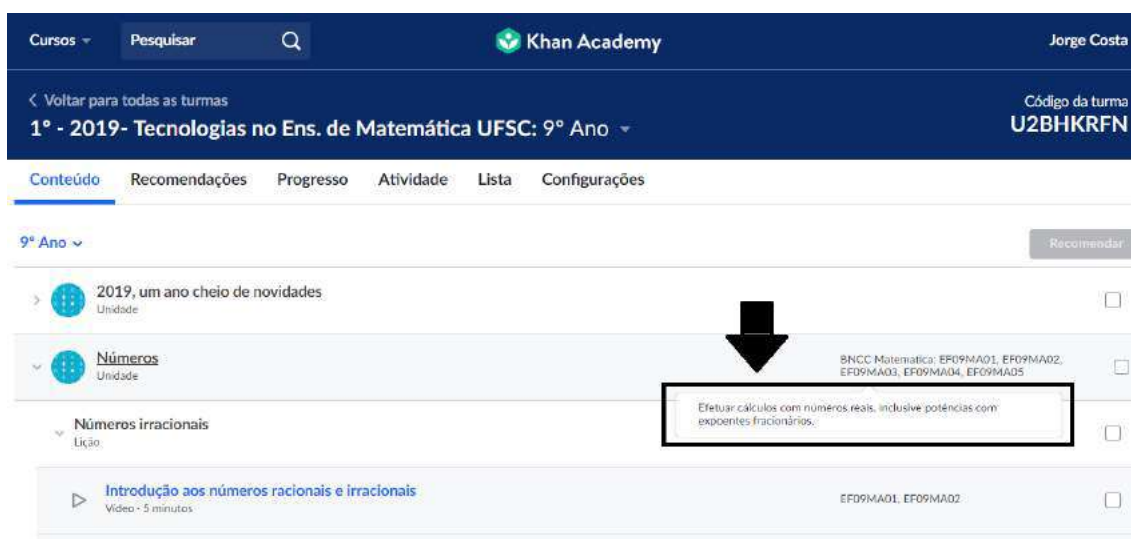 Cursos Pesquisar Khan Academy Jorge Costa
Voltar para todas as turmas Código da turma
1º - 2019- Tecnologias no Ens. de Matemática UFSC: 9° Ano U2BHKRFN
Conteúdo Recomendações Progresso Atividade Lista Configurações
9º Ano Recomendar
2019, um ano cheio de novidades
Unidade
Números
Unidade
BNCC Matematica: EF09MA01, EF09MA02,
EF09MA03, EF09MA04, EF09MA05
Efetuar cálculos com números reais, inclusive potências com
expoentes fracionários.
Números irracionais
Lição
Introdução aos números racionais e irracionais
Vídeo - 5 minutos
EF09MA01, EF09MA02